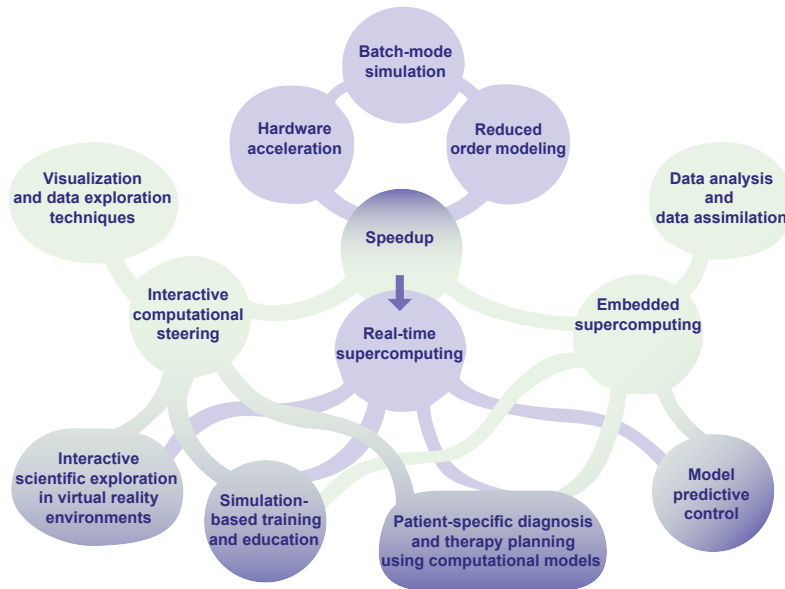 Batch-mode
simulation
Hardware
acceleration
Reduced
order modeling
Visualization
and data exploration
techniques
Data analysis
and
data assimilation
Speedup
Interactive
computational
steering
Embedded
supercomputing
Real-time
supercomputing
Interactive
scientific exploration
in virtual reality
environments
Simulation-
based training
and education
Patient-specific diagnosis
and therapy planning
using computational models
Model
predictive
control